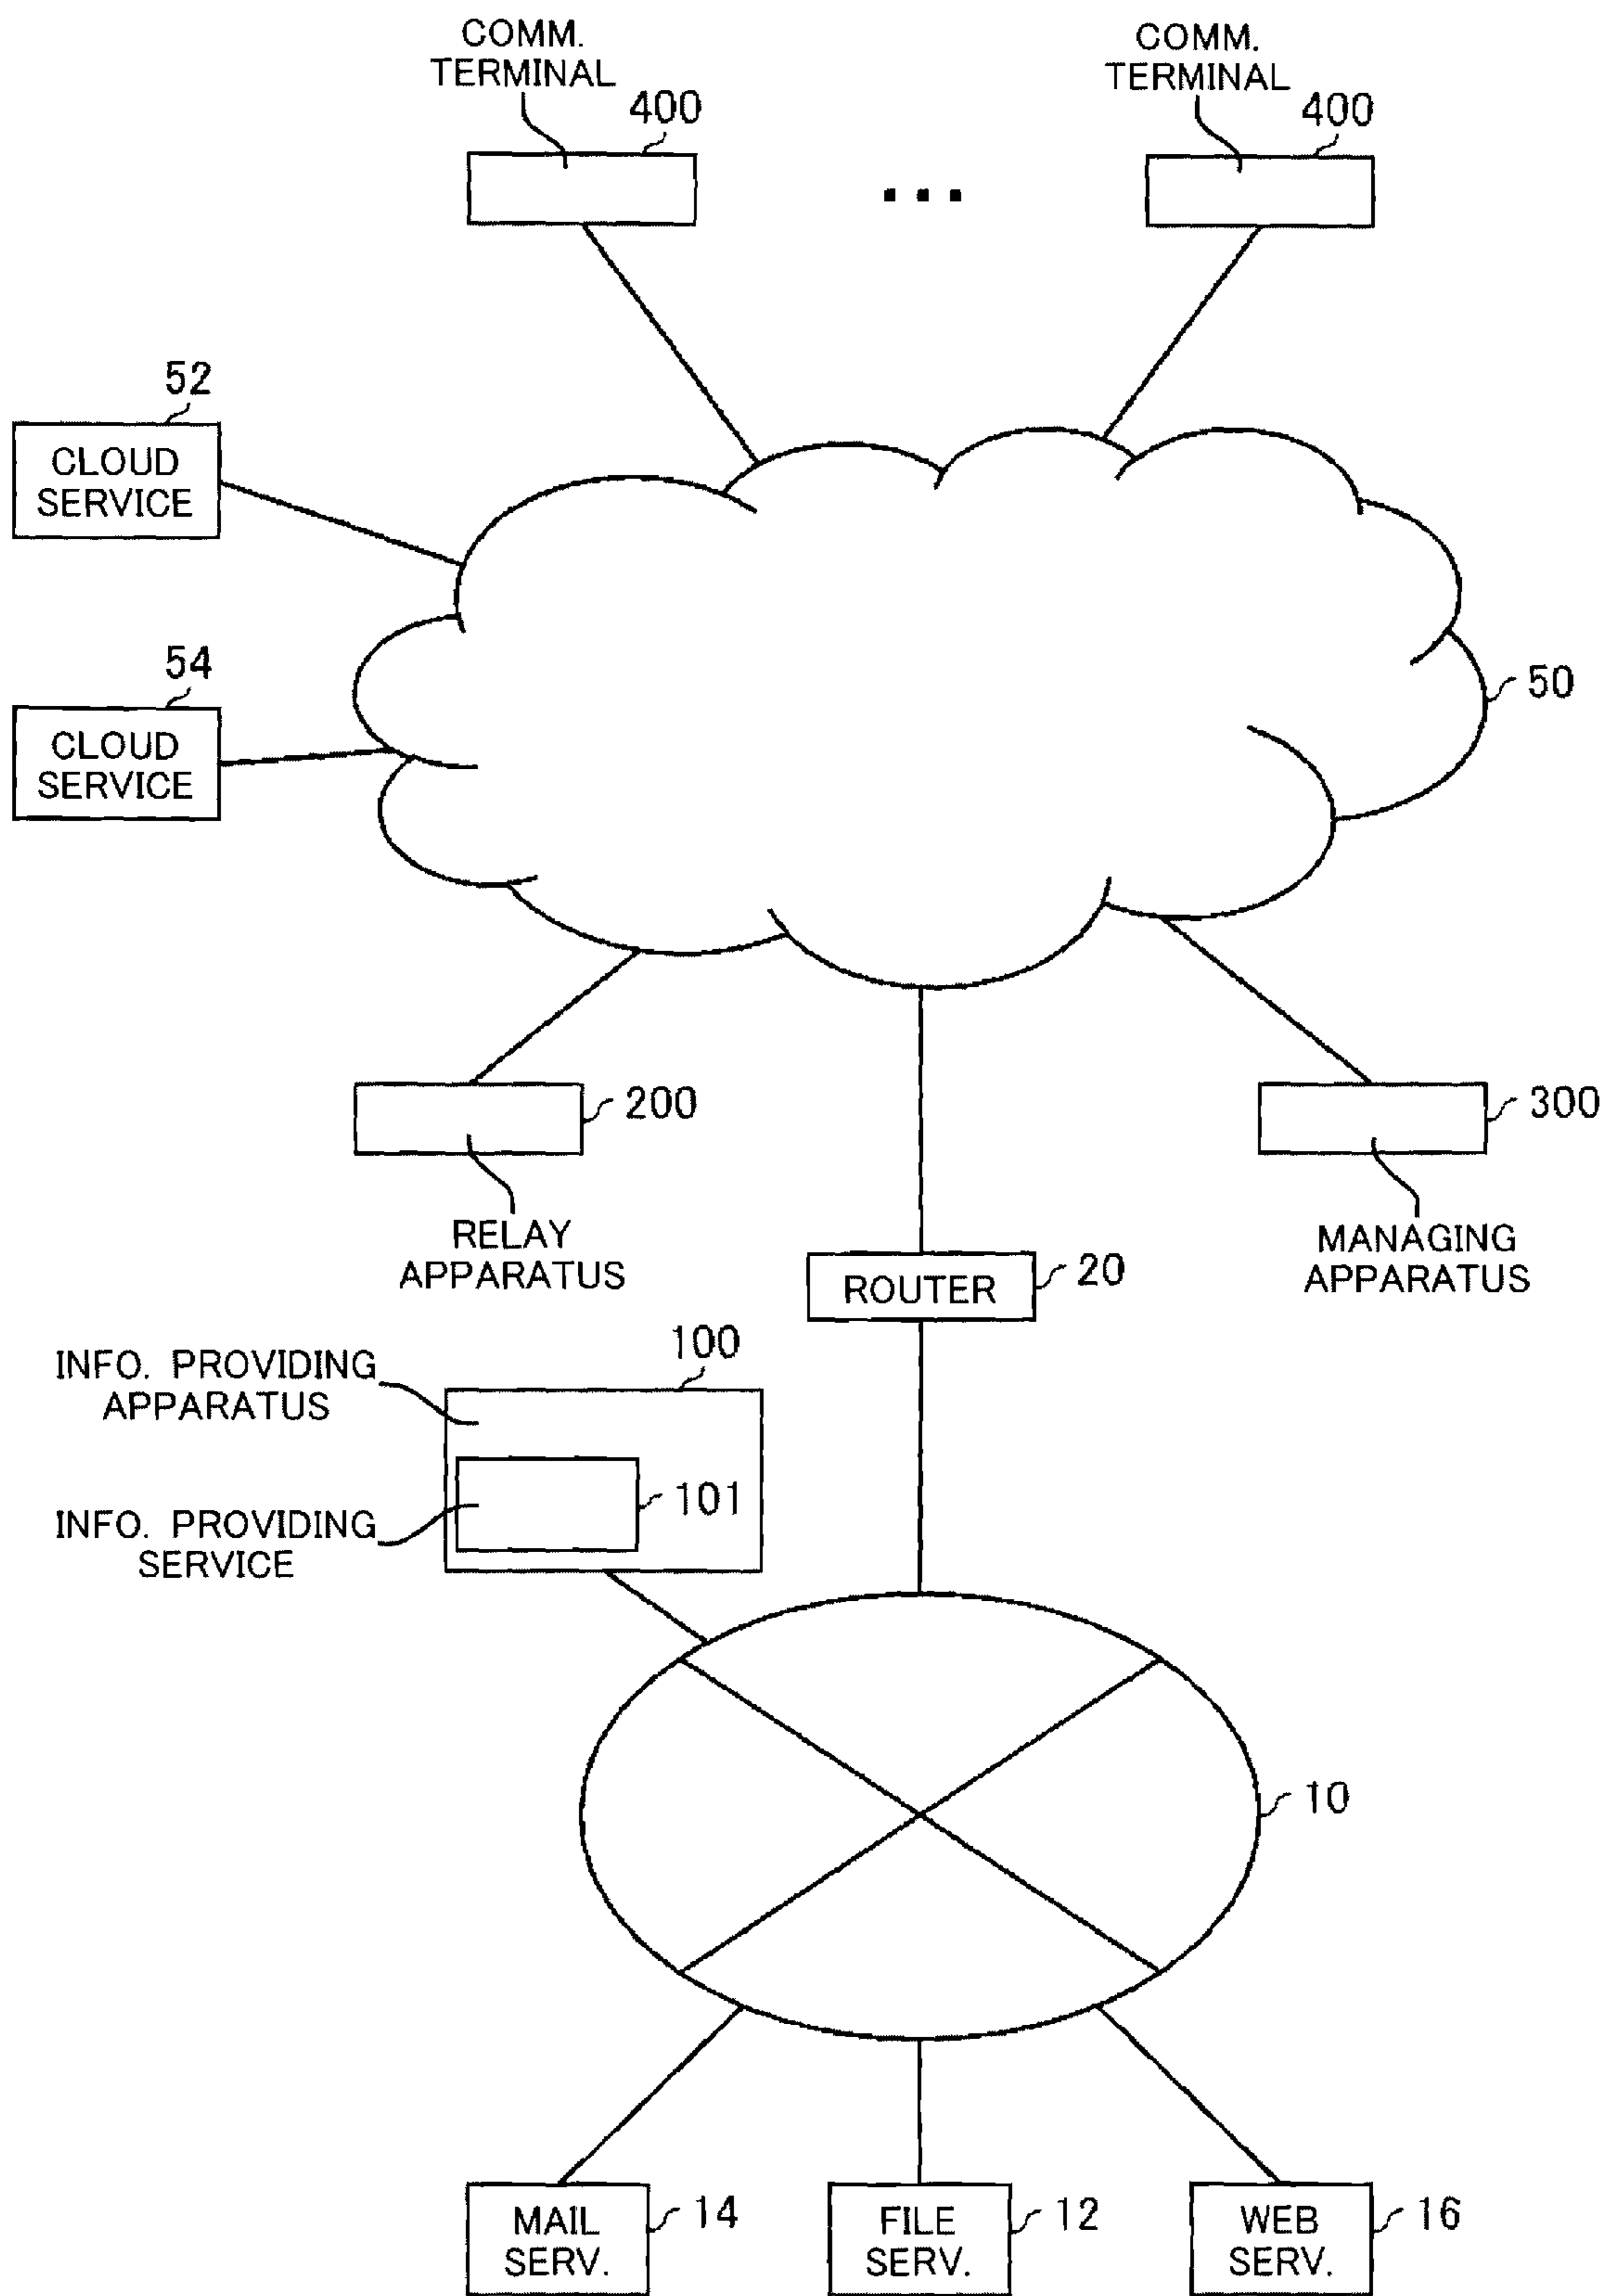 COMM.
TERMINAL
400
COMM.
TERMINAL
400
52
CLOUD
SERVICE
54
CLOUD
SERVICE
50
200
RELAY
APPARATUS
300
MANAGING
APPARATUS
ROUTER
20
100
INFO. PROVIDING
APPARATUS
101
INFO. PROVIDING
SERVICE
10
MAIL
SERV.
14
FILE
SERV.
12
WEB
SERV.
16